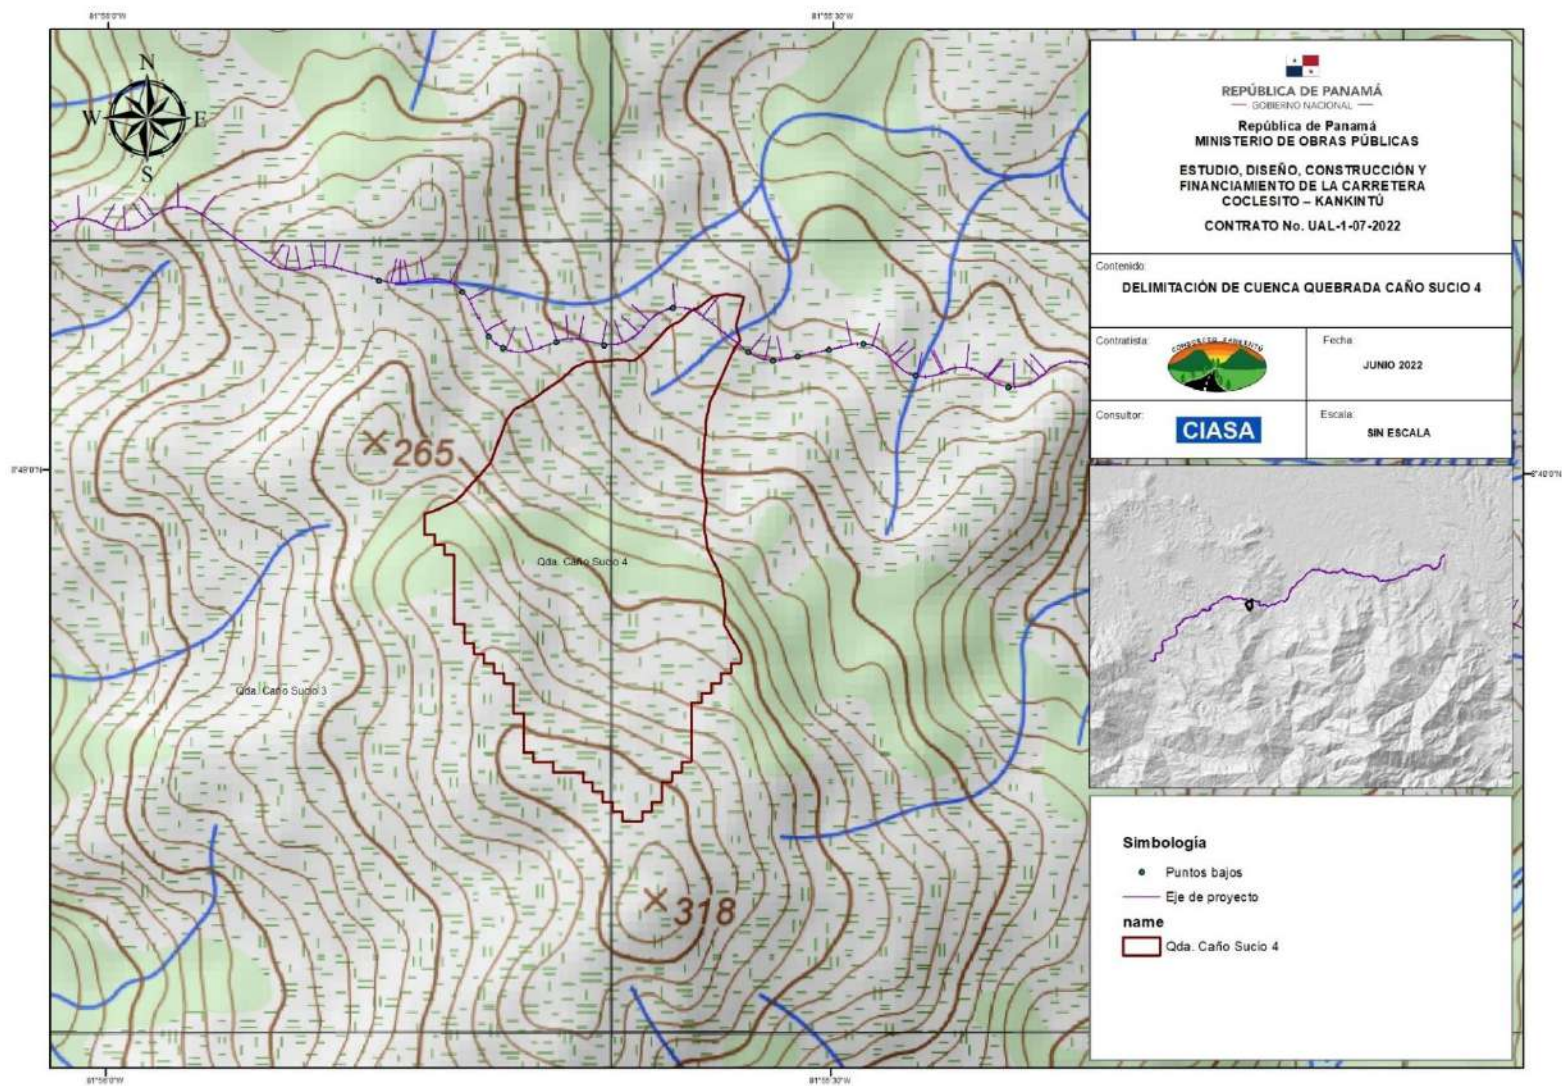 81°56'0"W
81°55'30"W
N
W
E
S
REPÚBLICA DE PANAMÁ
— GOBIERNO NACIONAL —
República de Panamá
MINISTERIO DE OBRAS PÚBLICAS
ESTUDIO, DISEÑO, CONSTRUCCIÓN Y
FINANCIAMIENTO DE LA CARRETERA
COCLESITO – KANKINTÚ
CONTRATO No. UAL-1-07-2022
Contenido:
DELIMITACIÓN DE CUENCA QUEBRADA CAÑO SUCIO 4
Contratista:
CONSORCIO KANKINTÚ
Fecha:
JUNIO 2022
Consultor:
CIASA
Escala:
SIN ESCALA
265
Qda. Caño Sucio 4
Qda. Caño Sucio 3
318
Simbología
Puntos bajos
Eje de proyecto
name
Qda. Caño Sucio 4
81°56'0"W
81°55'30"W